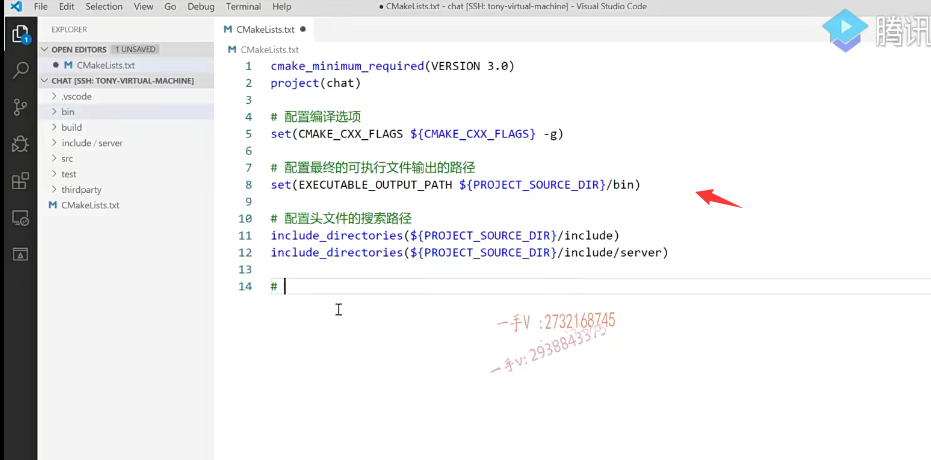 File Edit Selection View Go Debug Terminal Help
● CMakeLists.txt - chat [SSH: tony-virtual-machine] - Visual Studio Code
EXPLORER
OPEN EDITORS 1 UNSAVED
● M CMakeLists.txt
CHAT [SSH: TONY-VIRTUAL-MACHINE]
> .vscode
> bin
> build
> include / server
> src
> test
> thirdparty
M CMakeLists.txt
M CMakeLists.txt ●
M CMakeLists.txt
1 cmake_minimum_required(VERSION 3.0)
2 project(chat)
3
4 # 配置编译选项
5 set(CMAKE_CXX_FLAGS ${CMAKE_CXX_FLAGS} -g)
6
7 # 配置最终的可执行文件输出的路径
8 set(EXECUTABLE_OUTPUT_PATH ${PROJECT_SOURCE_DIR}/bin)
9
10 # 配置头文件的搜索路径
11 include_directories(${PROJECT_SOURCE_DIR}/include)
12 include_directories(${PROJECT_SOURCE_DIR}/include/server)
13
14 #
腾讯
一手V :2732168745
一手v: 2938843375
1